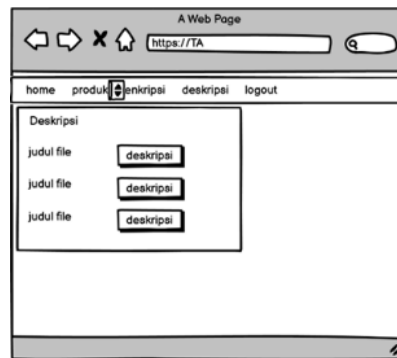 A Web Page
https://TA
home produk enkripsi deskripsi logout
Deskripsi
judul file deskripsi
judul file deskripsi
judul file deskripsi